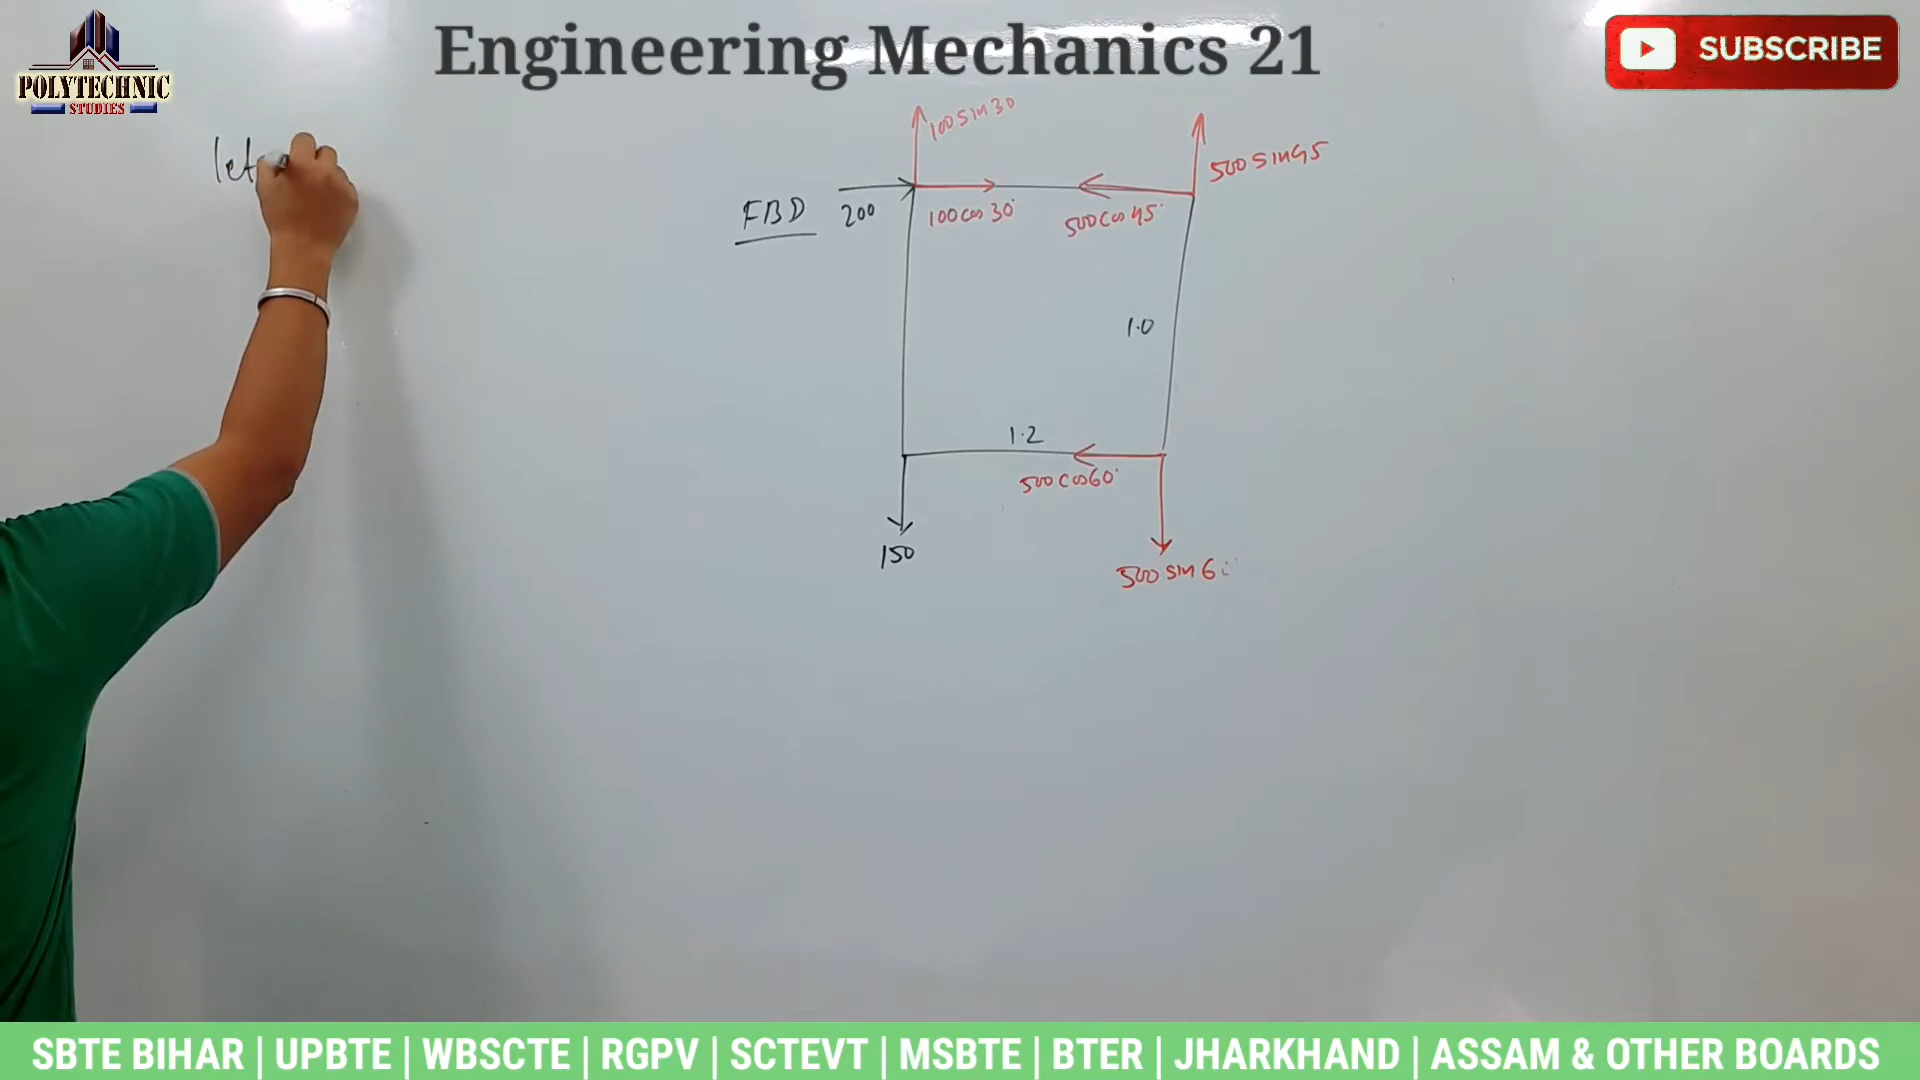 POLYTECHNIC
STUDIES
Engineering Mechanics 21
SUBSCRIBE
let
FBD
200
100 sin 30
100 cos 30°
500 cos 45°
500 sin 45
1.0
1.2
500 cos 60°
150
500 sin 6
SBTE BIHAR | UPBTE | WBSCTE | RGPV | SCTEVT | MSBTE | BTER | JHARKHAND | ASSAM & OTHER BOARDS